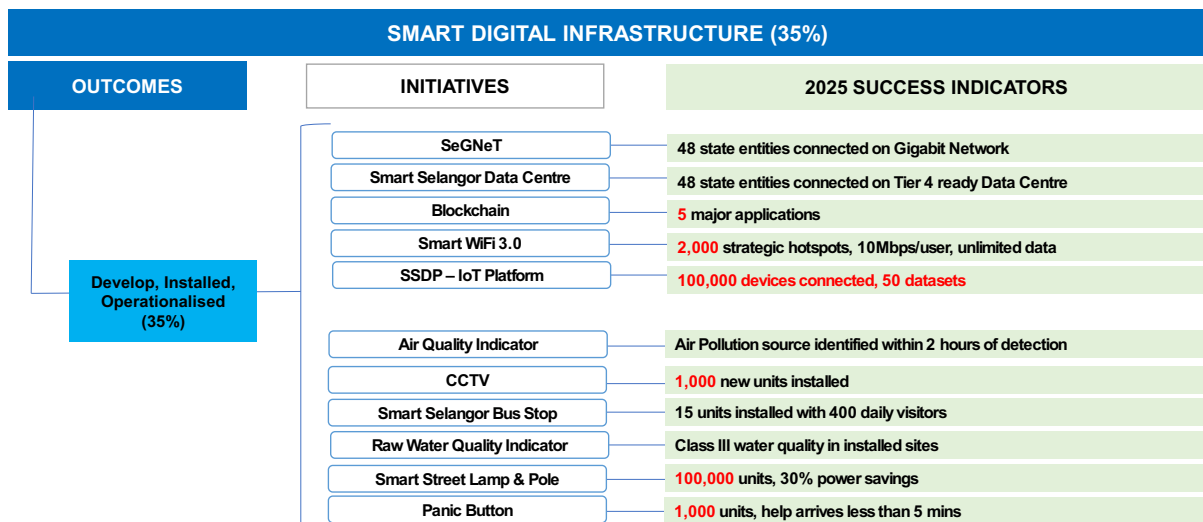 SMART DIGITAL INFRASTRUCTURE (35%)
OUTCOMES
INITIATIVES
2025 SUCCESS INDICATORS
Develop, Installed,
Operationalised
(35%)
SeGNeT
48 state entities connected on Gigabit Network
Smart Selangor Data Centre
48 state entities connected on Tier 4 ready Data Centre
Blockchain
5 major applications
Smart WiFi 3.0
2,000 strategic hotspots, 10Mbps/user, unlimited data
SSDP – IoT Platform
100,000 devices connected, 50 datasets
Air Quality Indicator
Air Pollution source identified within 2 hours of detection
CCTV
1,000 new units installed
Smart Selangor Bus Stop
15 units installed with 400 daily visitors
Raw Water Quality Indicator
Class III water quality in installed sites
Smart Street Lamp & Pole
100,000 units, 30% power savings
Panic Button
1,000 units, help arrives less than 5 mins